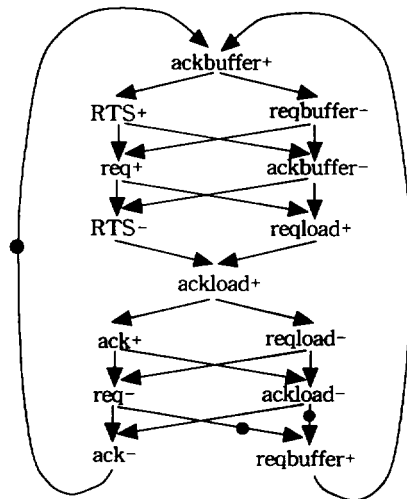 ackbuffer+
RTS+ reqbuffer-
req+ ackbuffer-
RTS- reqload+
ackload+
ack+ reqload-
req- ackload-
ack- reqbuffer+